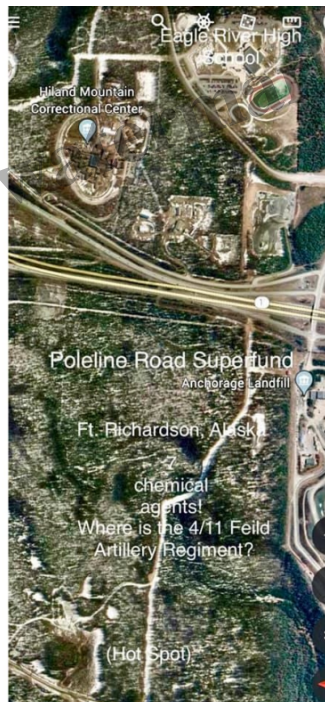 Eagle River High
School
Hiland Mountain
Correctional Center
1
Poleline Road Superfund
Anchorage Landfill
Ft. Richardson, Alaska
7
chemical
agents!
Where is the 4/11 Feild
Artillery Regiment?
(Hot Spot)